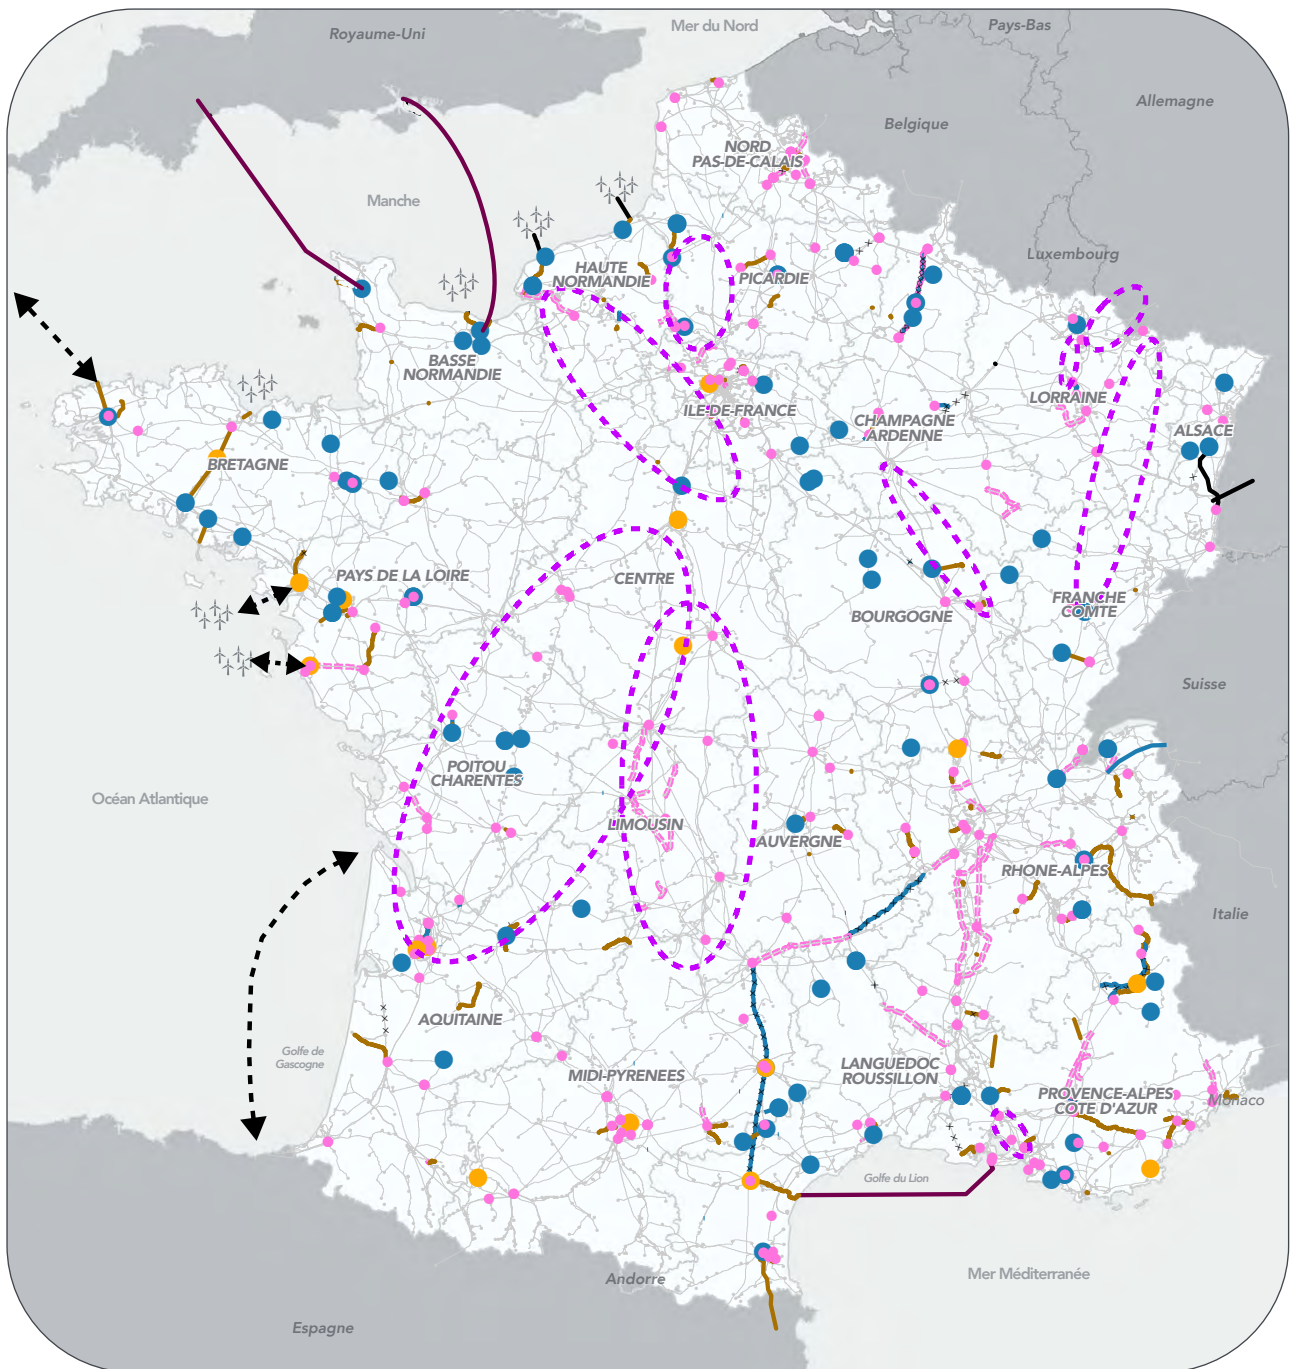 Mer du Nord
Pays-Bas
Royaume-Uni
Allemagne
Belgique
NORD
PAS-DE-CALAIS
Manche
Luxembourg
HAUTE
NORMANDIE
PICARDIE
BASSE
NORMANDIE
LORRAINE
ILE-DE-FRANCE
CHAMPAGNE
ARDENNE
ALSACE
BRETAGNE
PAYS DE LA LOIRE
CENTRE
FRANCHE
COMTE
BOURGOGNE
Suisse
POITOU
CHARENTES
Océan Atlantique
LIMOUSIN
AUVERGNE
RHONE-ALPES
Italie
AQUITAINE
Golfe de
Gascogne
MIDI-PYRENEES
LANGUEDOC
ROUSSILLON
PROVENCE-ALPES
COTE D'AZUR
Monaco
Golfe du Lion
Andorre
Mer Méditerranée
Espagne